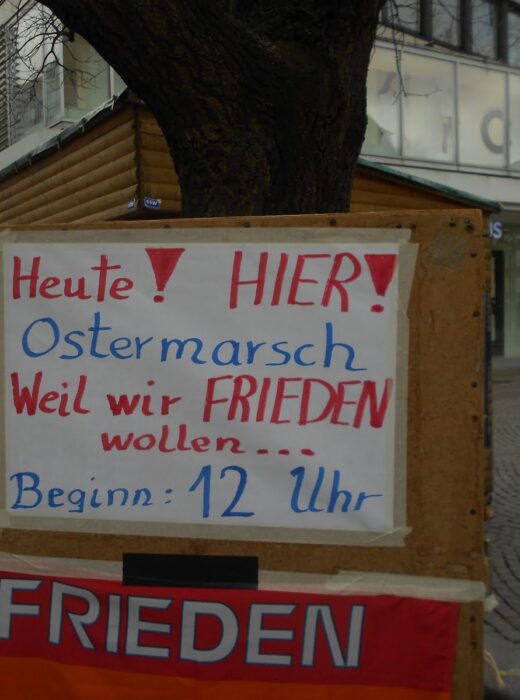 Heute! HIER!
Ostermarsch
Weil wir FRIEDEN
wollen...
Beginn: 12 Uhr
FRIEDEN